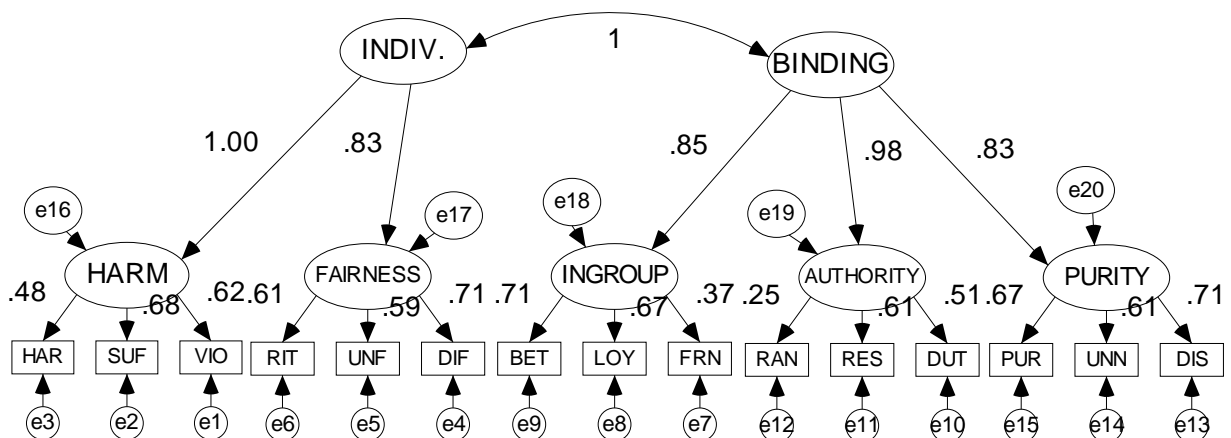 1
INDIV.
BINDING
1.00
.83
.85
.98
.83
e16
e17
e18
e19
e20
HARM
FAIRNESS
INGROUP
AUTHORITY
PURITY
.48
.68
.62
.61
.59
.71
.71
.67
.37
.25
.61
.51
.67
.61
.71
HAR
SUF
VIO
RIT
UNF
DIF
BET
LOY
FRN
RAN
RES
DUT
PUR
UNN
DIS
e3
e2
e1
e6
e5
e4
e9
e8
e7
e12
e11
e10
e15
e14
e13